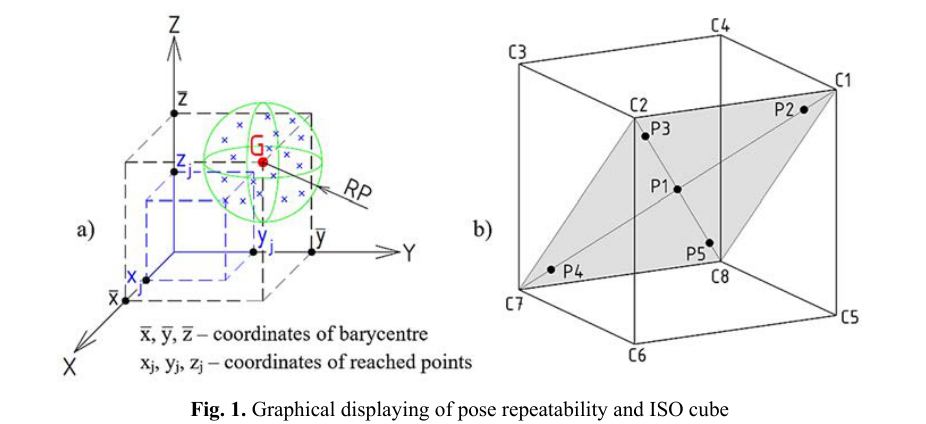 Z
z̄
G
z_j
RP
a)
y_j
ȳ
Y
x_j
x̄
X
x̄, ȳ, z̄ – coordinates of barycentre
x_j, y_j, z_j – coordinates of reached points
b)
C4
C3
C1
C2
P2
P3
P1
P5
P4
C8
C7
C5
C6
Fig. 1. Graphical displaying of pose repeatability and ISO cube